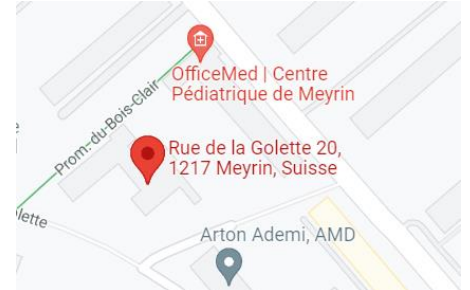 OfficeMed | Centre
Pédiatrique de Meyrin
Prom. du Bois-Clair
Rue de la Golette 20,
1217 Meyrin, Suisse
lette
Arton Ademi, AMD